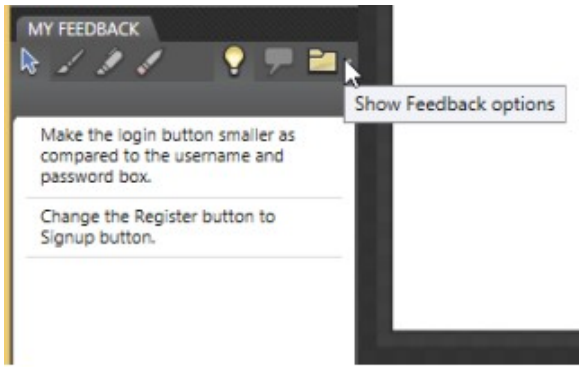 MY FEEDBACK
Show Feedback options
Make the login button smaller as
compared to the username and
password box.
Change the Register button to
Signup button.